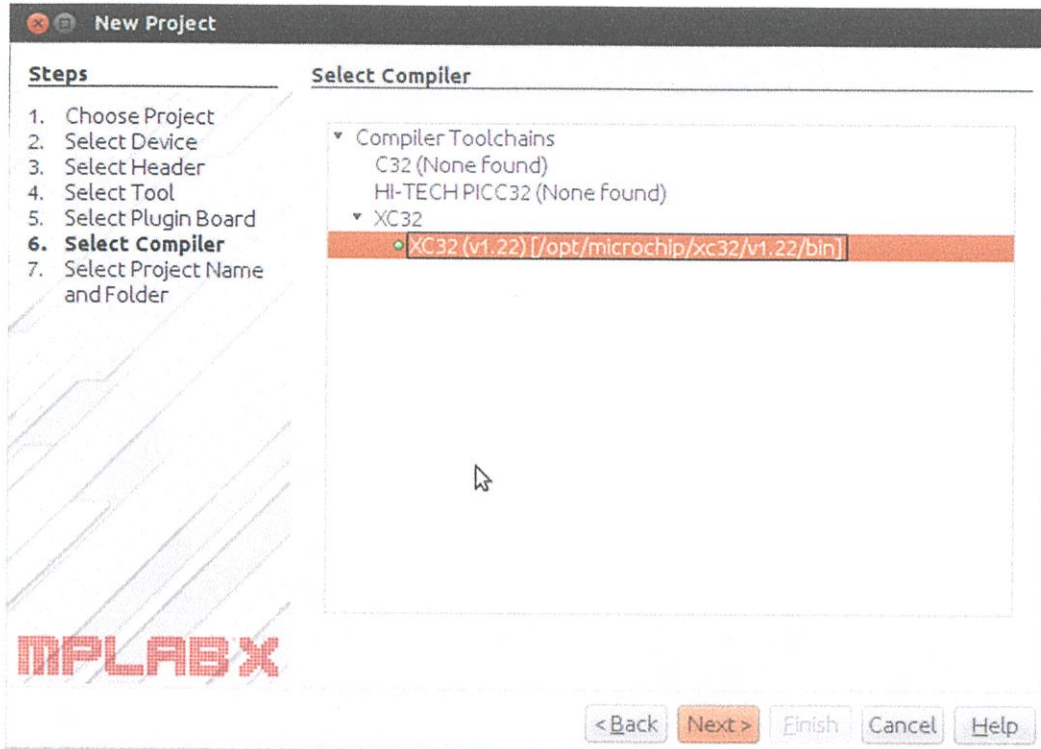 New Project
Steps
1. Choose Project
2. Select Device
3. Select Header
4. Select Tool
5. Select Plugin Board
6. Select Compiler
7. Select Project Name
and Folder
MPLAB X
Select Compiler
Compiler Toolchains
C32 (None found)
HI-TECH PICC32 (None found)
XC32
XC32 (v1.22) [/opt/microchip/xc32/v1.22/bin]
< Back
Next >
Finish
Cancel
Help